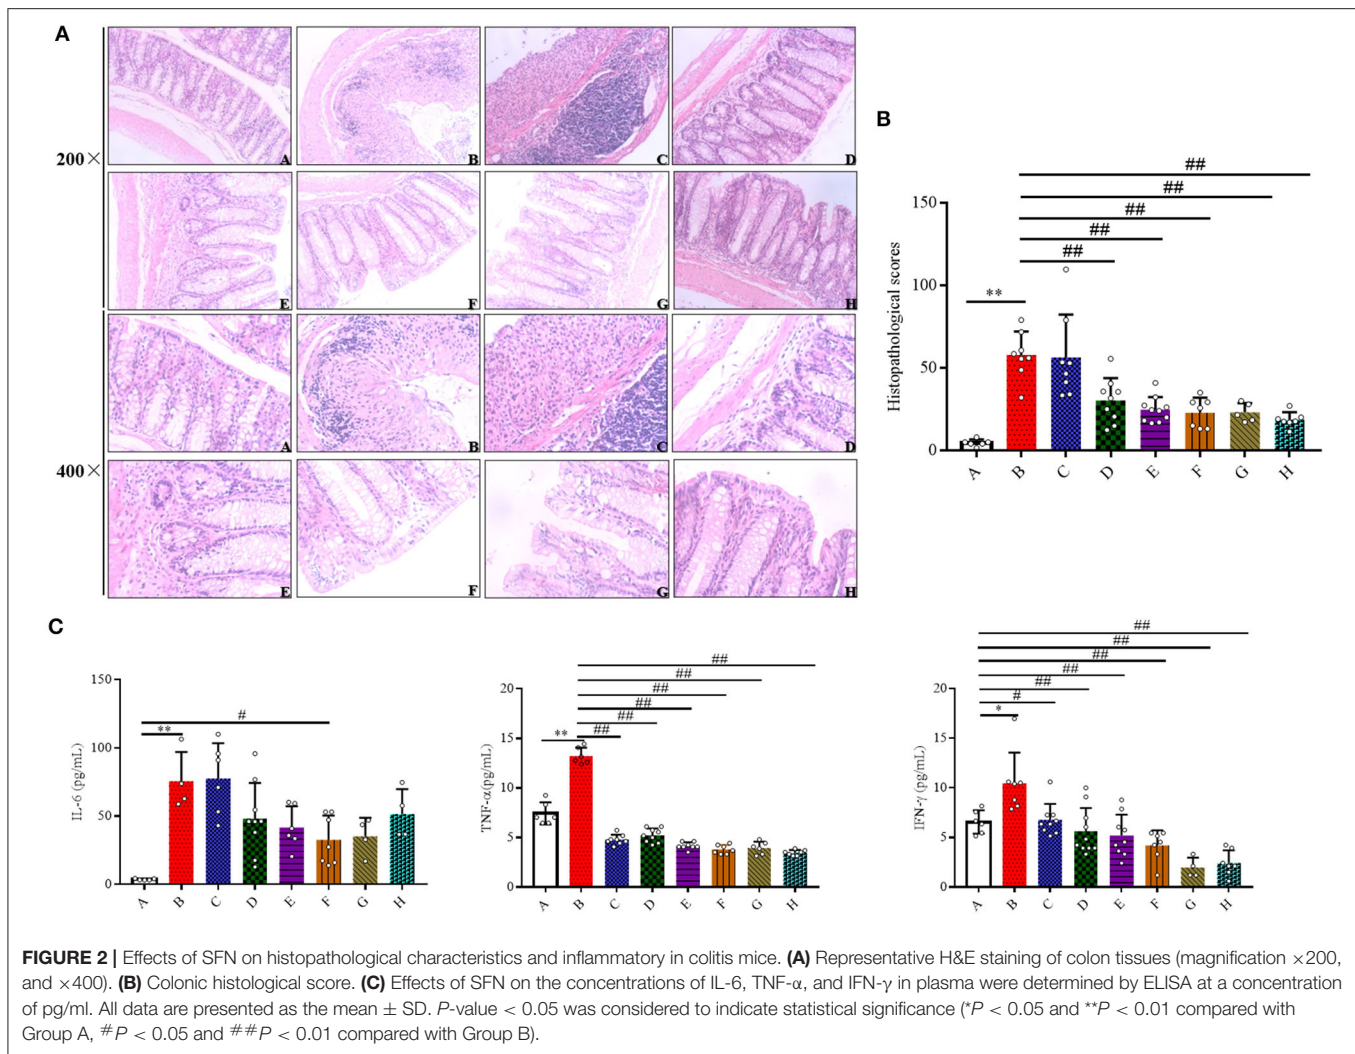 A
200×
A
B
C
D
E
F
G
H
400×
A
B
C
D
E
F
G
H
B
##
##
##
##
##
**
Histopathological scores
150
100
50
0
A B C D E F G H
C
#
**
IL-6 (pg/mL)
150
100
50
0
A B C D E F G H
##
##
##
##
##
##
**
TNF-α(pg/mL)
20
15
10
5
0
A B C D E F G H
##
##
##
##
##
#
*
IFN-γ (pg/mL)
20
15
10
5
0
A B C D E F G H
FIGURE 2 | Effects of SFN on histopathological characteristics and inflammatory in colitis mice. (A) Representative H&E staining of colon tissues (magnification ×200,
and ×400). (B) Colonic histological score. (C) Effects of SFN on the concentrations of IL-6, TNF-α, and IFN-γ in plasma were determined by ELISA at a concentration
of pg/ml. All data are presented as the mean ± SD. P-value < 0.05 was considered to indicate statistical significance (*P < 0.05 and **P < 0.01 compared with
Group A, #P < 0.05 and ##P < 0.01 compared with Group B).